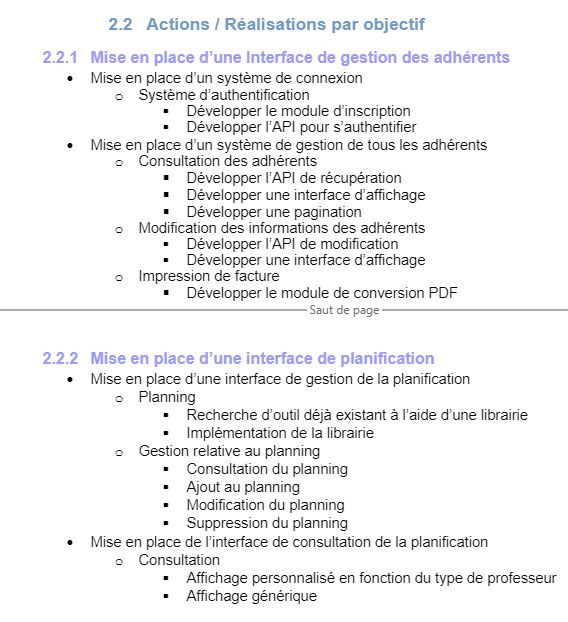 2.2 Actions / Réalisations par objectif
2.2.1 Mise en place d’une Interface de gestion des adhérents
• Mise en place d’un système de connexion
o Système d’authentification
▪ Développer le module d’inscription
▪ Développer l’API pour s’authentifier
• Mise en place d’un système de gestion de tous les adhérents
o Consultation des adhérents
▪ Développer l’API de récupération
▪ Développer une interface d’affichage
▪ Développer une pagination
o Modification des informations des adhérents
▪ Développer l’API de modification
▪ Développer une interface d’affichage
o Impression de facture
▪ Développer le module de conversion PDF
Saut de page
2.2.2 Mise en place d’une interface de planification
• Mise en place d’une interface de gestion de la planification
o Planning
▪ Recherche d’outil déjà existant à l’aide d’une librairie
▪ Implémentation de la librairie
o Gestion relative au planning
▪ Consultation du planning
▪ Ajout au planning
▪ Modification du planning
▪ Suppression du planning
• Mise en place de l’interface de consultation de la planification
o Consultation
▪ Affichage personnalisé en fonction du type de professeur
▪ Affichage générique